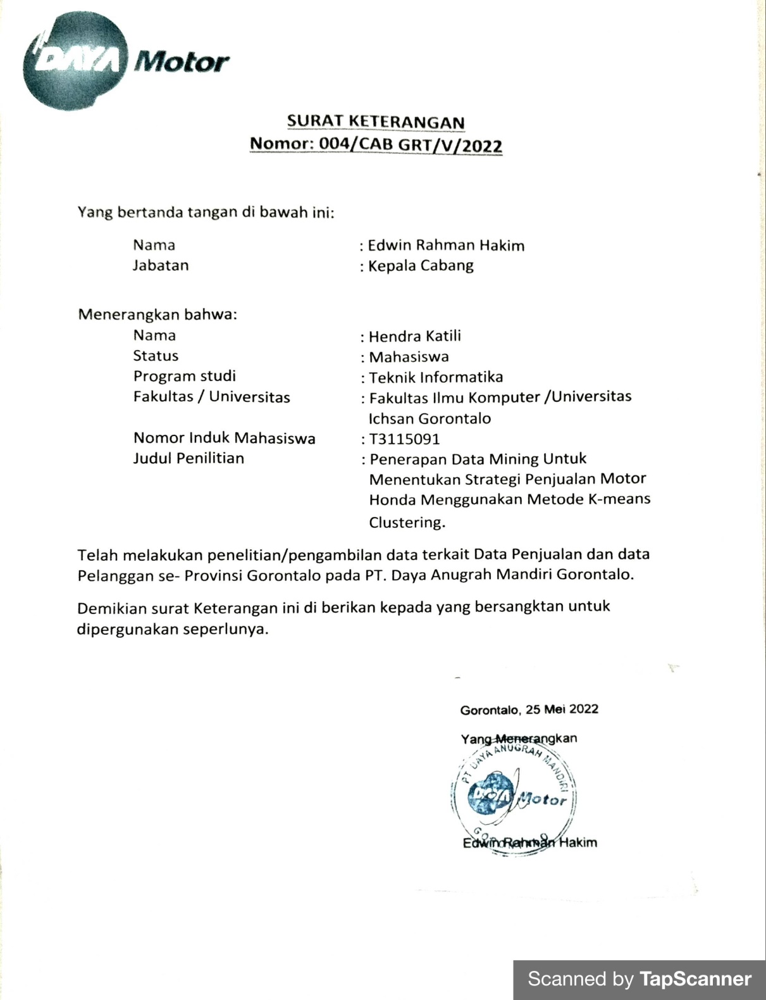 DAYA Motor
SURAT KETERANGAN
Nomor: 004/CAB GRT/V/2022
Yang bertanda tangan di bawah ini:
Nama : Edwin Rahman Hakim
Jabatan : Kepala Cabang
Menerangkan bahwa:
Nama : Hendra Katili
Status : Mahasiswa
Program studi : Teknik Informatika
Fakultas / Universitas : Fakultas Ilmu Komputer /Universitas
Ichsan Gorontalo
Nomor Induk Mahasiswa : T3115091
Judul Penilitian : Penerapan Data Mining Untuk
Menentukan Strategi Penjualan Motor
Honda Menggunakan Metode K-means
Clustering.
Telah melakukan penelitian/pengambilan data terkait Data Penjualan dan data
Pelanggan se- Provinsi Gorontalo pada PT. Daya Anugrah Mandiri Gorontalo.
Demikian surat Keterangan ini di berikan kepada yang bersangktan untuk
dipergunakan seperlunya.
Gorontalo, 25 Mei 2022
Yang Menerangkan
PT DAYA ANUGRAH MANDIRI
DAYA Motor
Edwin Rahman Hakim
Scanned by TapScanner